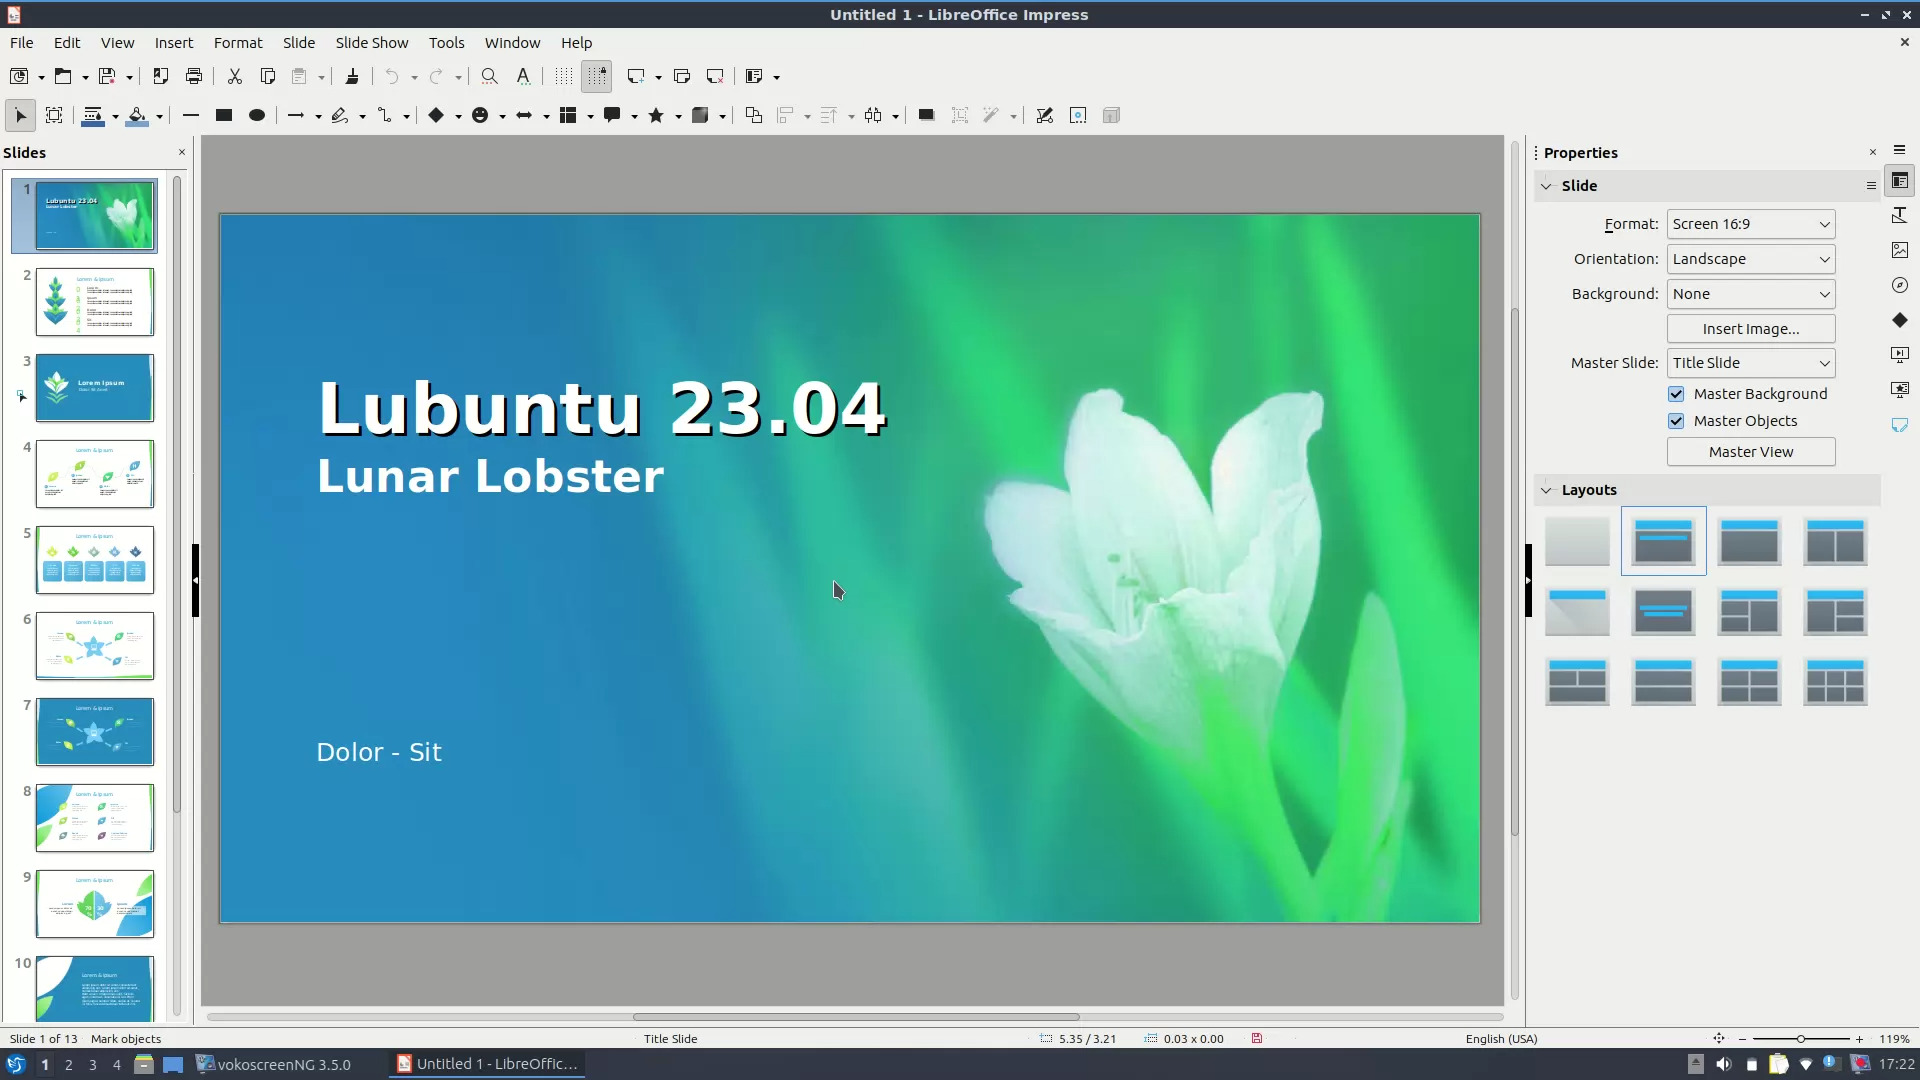 Untitled 1 - LibreOffice Impress
File Edit View Insert Format Slide Slide Show Tools Window Help
Slides
Properties
Slide
Format: Screen 16:9
Orientation: Landscape
Background: None
Insert Image...
Master Slide: Title Slide
Master Background
Master Objects
Master View
Layouts
1
Lubuntu 23.04
Lunar Lobster
2
Lorem & Ipsum
3
Lorem Ipsum
4
Lorem & Ipsum
5
Lorem & Ipsum
6
7
Lorem & Ipsum
8
Lorem & Ipsum
9
Lorem & Ipsum
10
Lorem & Ipsum
Lubuntu 23.04
Lunar Lobster
Dolor - Sit
Slide 1 of 13 Mark objects Title Slide 5.35 / 3.21 0.03 x 0.00 English (USA) 119%
1 2 3 4 vokoscreenNG 3.5.0 Untitled 1 - LibreOffic... 17:22